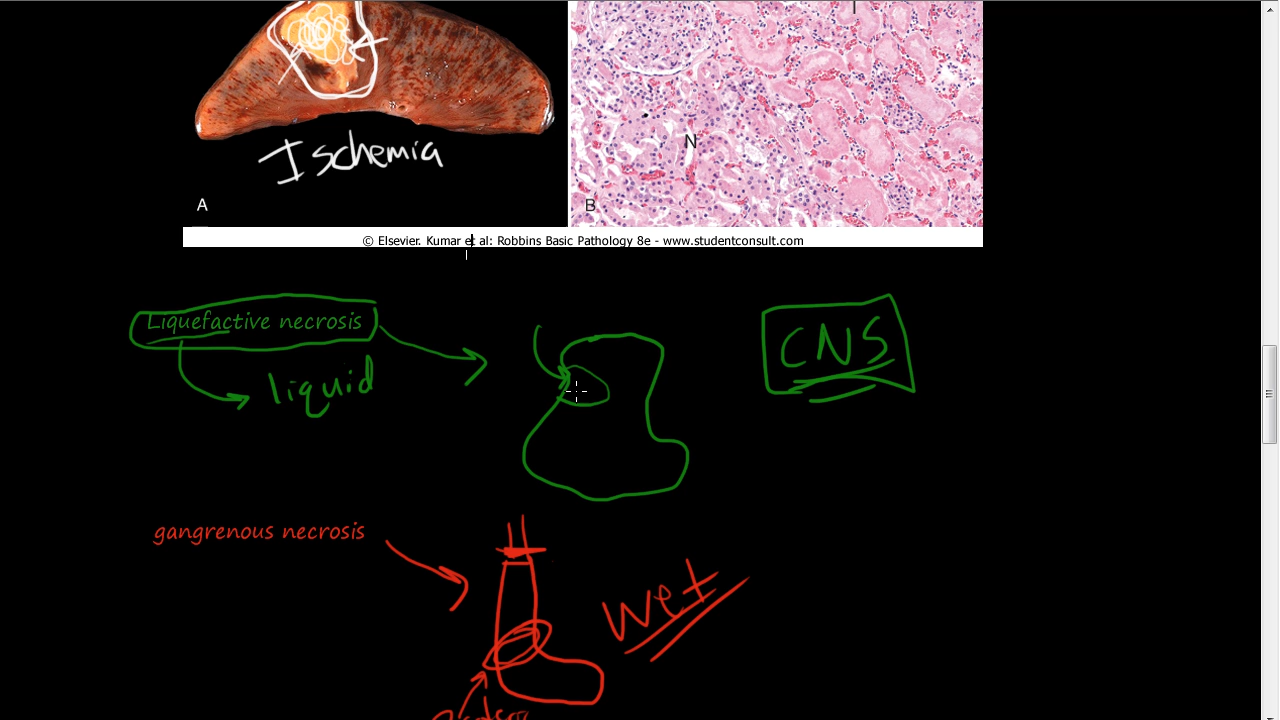 Ischemia
I
N
A
B
© Elsevier. Kumar et al: Robbins Basic Pathology 8e - www.studentconsult.com
Liquefactive necrosis
CNS
liquid
gangrenous necrosis
wet